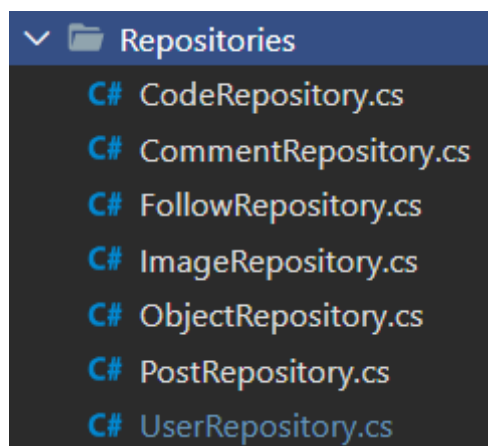 Repositories
C# CodeRepository.cs
C# CommentRepository.cs
C# FollowRepository.cs
C# ImageRepository.cs
C# ObjectRepository.cs
C# PostRepository.cs
C# UserRepository.cs